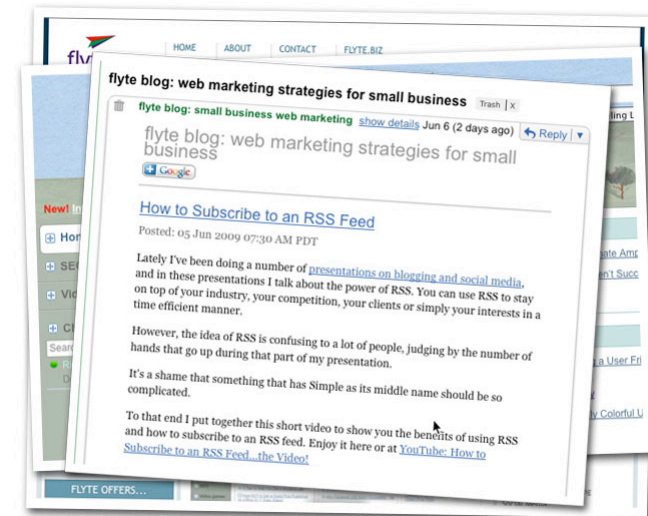 HOME ABOUT CONTACT FLYTE.BIZ
flyte blog: web marketing strategies for small business Trash | X
flyte blog: small business web marketing show details Jun 6 (2 days ago) Reply
flyte blog: web marketing strategies for small
business
Google
How to Subscribe to an RSS Feed
Posted: 05 Jun 2009 07:30 AM PDT
Lately I've been doing a number of presentations on blogging and social media,
and in these presentations I talk about the power of RSS. You can use RSS to stay
on top of your industry, your competition, your clients or simply your interests in a
time efficient manner.
However, the idea of RSS is confusing to a lot of people, judging by the number of
hands that go up during that part of my presentation.
It's a shame that something that has Simple as its middle name should be so
complicated.
To that end I put together this short video to show you the benefits of using RSS
and how to subscribe to an RSS feed. Enjoy it here or at YouTube: How to
Subscribe to an RSS Feed...the Video!
New!
FLYTE OFFERS...